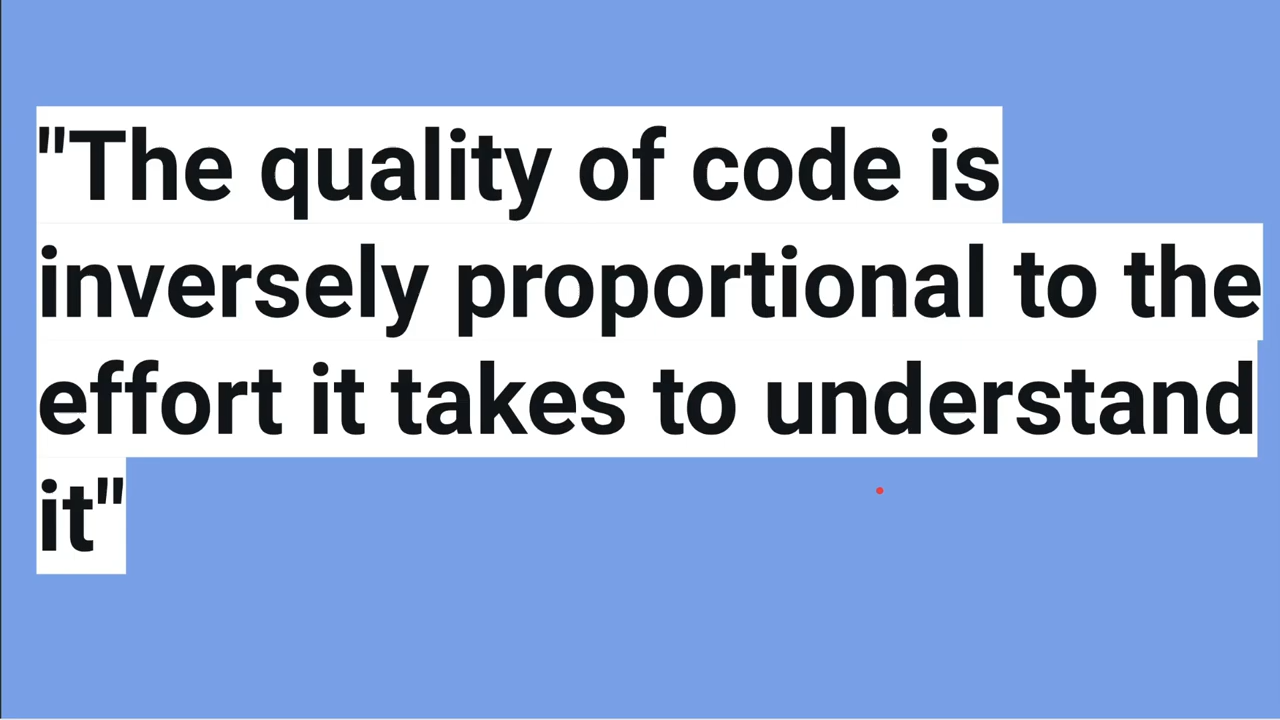 "The quality of code is
inversely proportional to the
effort it takes to understand
it"